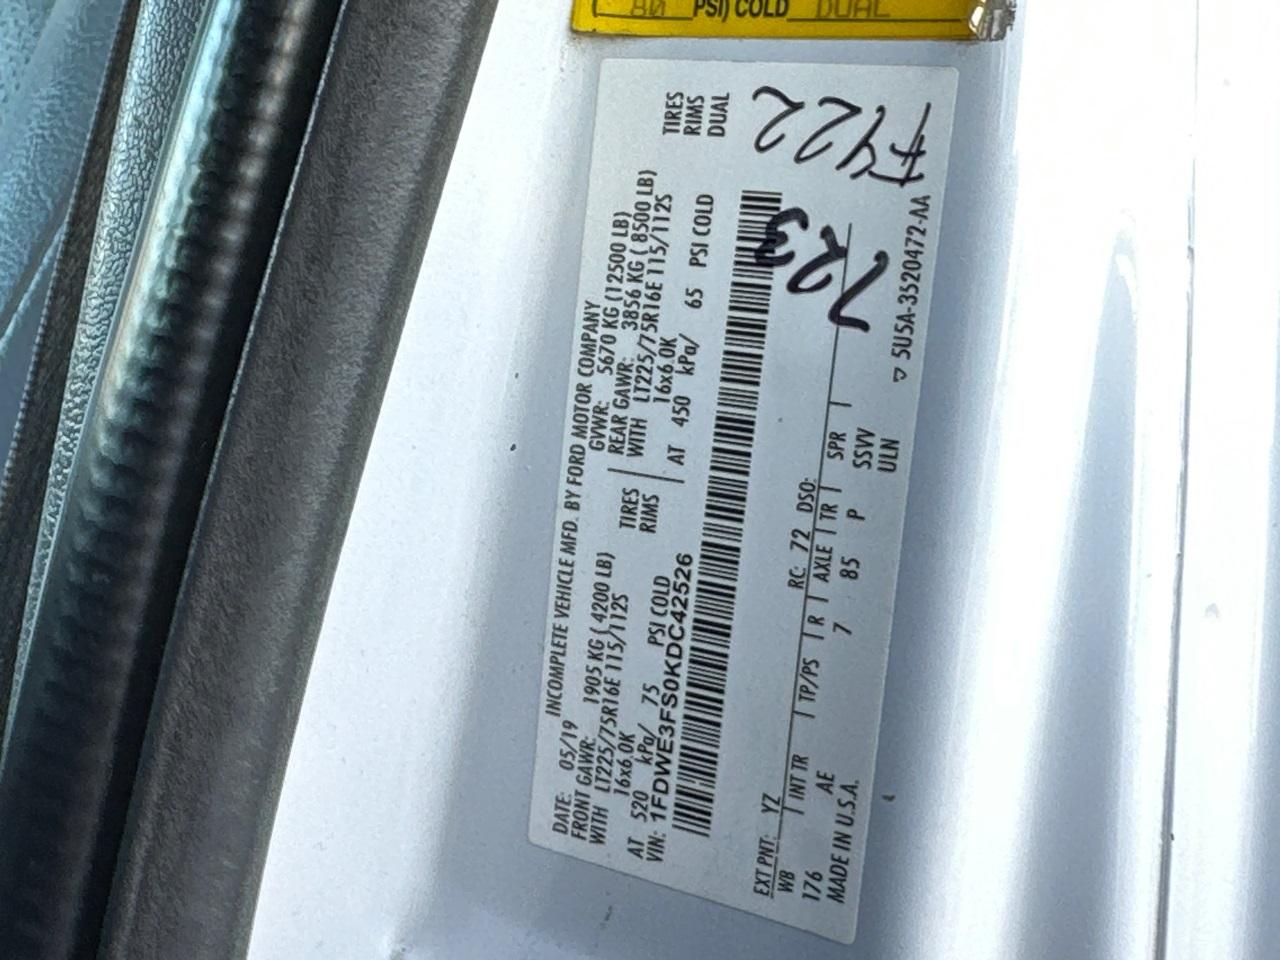 80 PSI) COLD DUAL
DATE: 05/19 INCOMPLETE VEHICLE MFD. BY FORD MOTOR COMPANY
FRONT GAWR: 1905 KG ( 4200 LB) GVWR: 5670 KG (12500 LB)
WITH LT225/75R16E 115/112S TIRES REAR GAWR: 3856 KG ( 8500 LB)
16x6.0K RIMS WITH LT225/75R16E 115/112S TIRES
AT 520 kPa/ 75 PSI COLD 16x6.0K RIMS
VIN: 1FDWE3FS0KDC42526 AT 450 kPa/ 65 PSI COLD DUAL
F422
123
EXT PNT: YZ RC: 72 DSO:
WB INT TR TP/PS R AXLE TR SPR
176 AE 7 85 P SSVV
MADE IN U.S.A. ULN
▽ 5U5A-3520472-AA